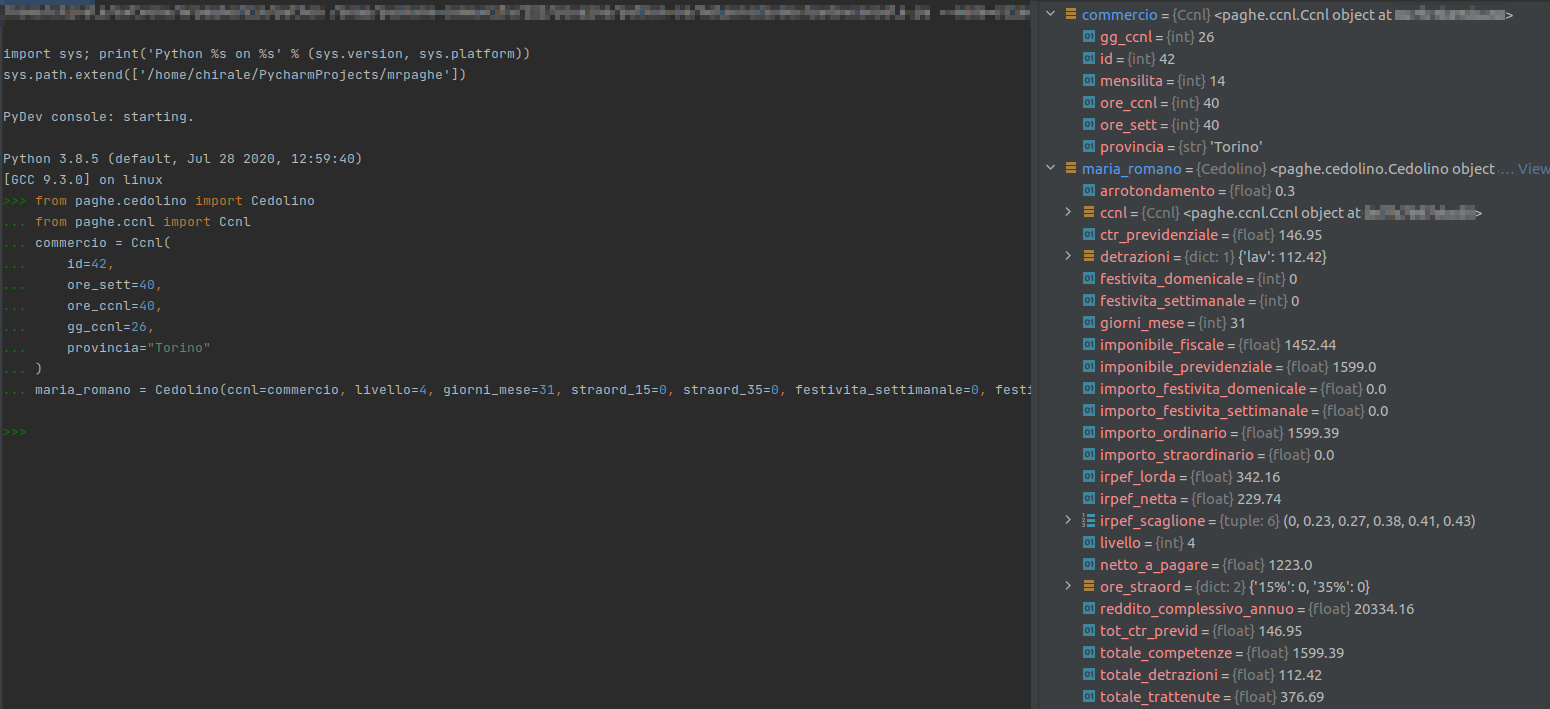 import sys; print('Python %s on %s' % (sys.version, sys.platform))
sys.path.extend(['/home/chirale/PycharmProjects/mrpaghe'])
PyDev console: starting.
Python 3.8.5 (default, Jul 28 2020, 12:59:40)
[GCC 9.3.0] on linux
>>> from paghe.cedolino import Cedolino
... from paghe.ccnl import Ccnl
... commercio = Ccnl(
...     id=42,
...     ore_sett=40,
...     ore_ccnl=40,
...     gg_ccnl=26,
...     provincia="Torino"
... )
... maria_romano = Cedolino(ccnl=commercio, livello=4, giorni_mese=31, straord_15=0, straord_35=0, festivita_settimanale=0, festi
>>>
commercio = {Ccnl} <paghe.ccnl.Ccnl object at >
gg_ccnl = {int} 26
id = {int} 42
mensilita = {int} 14
ore_ccnl = {int} 40
ore_sett = {int} 40
provincia = {str} 'Torino'
maria_romano = {Cedolino} <paghe.cedolino.Cedolino object ... View
arrotondamento = {float} 0.3
ccnl = {Ccnl} <paghe.ccnl.Ccnl object at >
ctr_previdenziale = {float} 146.95
detrazioni = {dict: 1} {'lav': 112.42}
festivita_domenicale = {int} 0
festivita_settimanale = {int} 0
giorni_mese = {int} 31
imponibile_fiscale = {float} 1452.44
imponibile_previdenziale = {float} 1599.0
importo_festivita_domenicale = {float} 0.0
importo_festivita_settimanale = {float} 0.0
importo_ordinario = {float} 1599.39
importo_straordinario = {float} 0.0
irpef_lorda = {float} 342.16
irpef_netta = {float} 229.74
irpef_scaglione = {tuple: 6} (0, 0.23, 0.27, 0.38, 0.41, 0.43)
livello = {int} 4
netto_a_pagare = {float} 1223.0
ore_straord = {dict: 2} {'15%': 0, '35%': 0}
reddito_complessivo_annuo = {float} 20334.16
tot_ctr_previd = {float} 146.95
totale_competenze = {float} 1599.39
totale_detrazioni = {float} 112.42
totale_trattenute = {float} 376.69